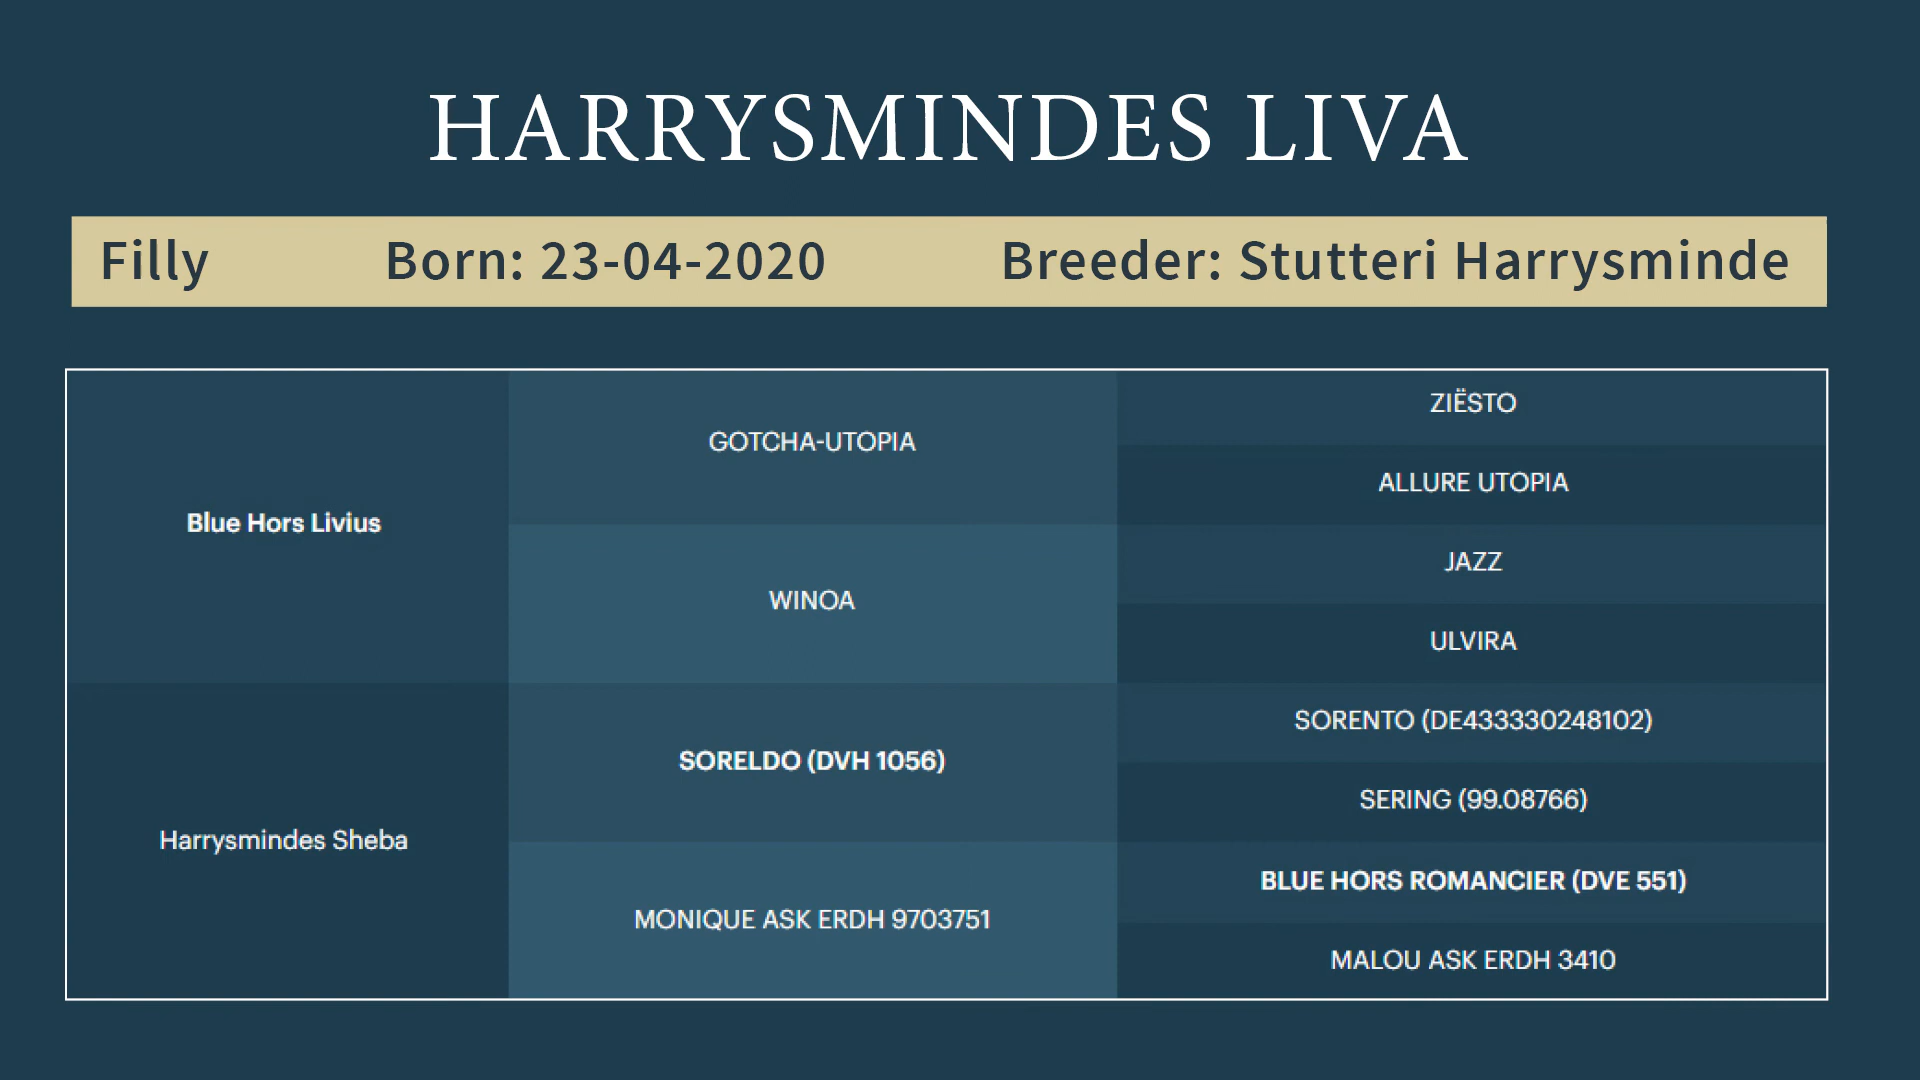 HARRYSMINDES LIVA
Filly Born: 23-04-2020 Breeder: Stutteri Harrysminde
Blue Hors Livius
GOTCHA-UTOPIA
ZIËSTO
ALLURE UTOPIA
WINOA
JAZZ
ULVIRA
Harrysmindes Sheba
SORELDO (DVH 1056)
SORENTO (DE433330248102)
SERING (99.08766)
MONIQUE ASK ERDH 9703751
BLUE HORS ROMANCIER (DVE 551)
MALOU ASK ERDH 3410